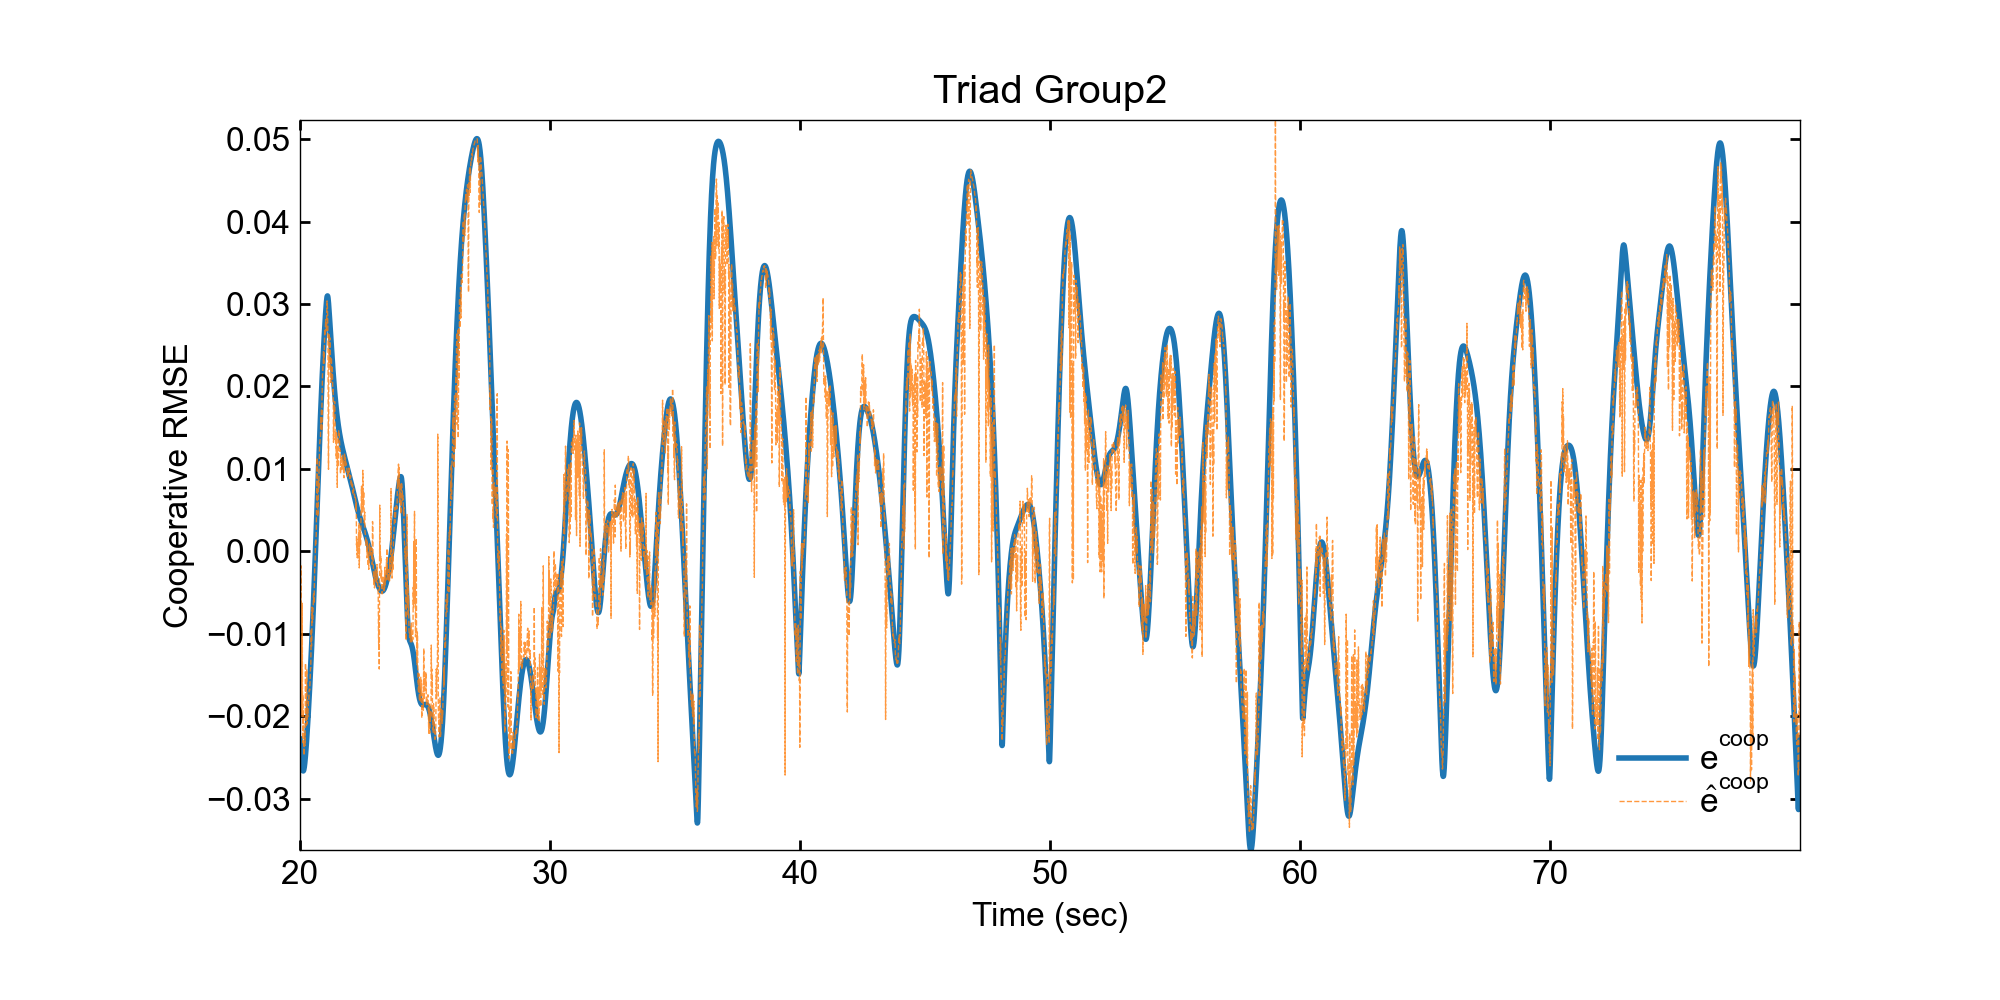 Triad Group2
Cooperative RMSE
0.05
0.04
0.03
0.02
0.01
0.00
−0.01
−0.02
−0.03
e^coop
ê^coop
20 30 40 50 60 70
Time (sec)